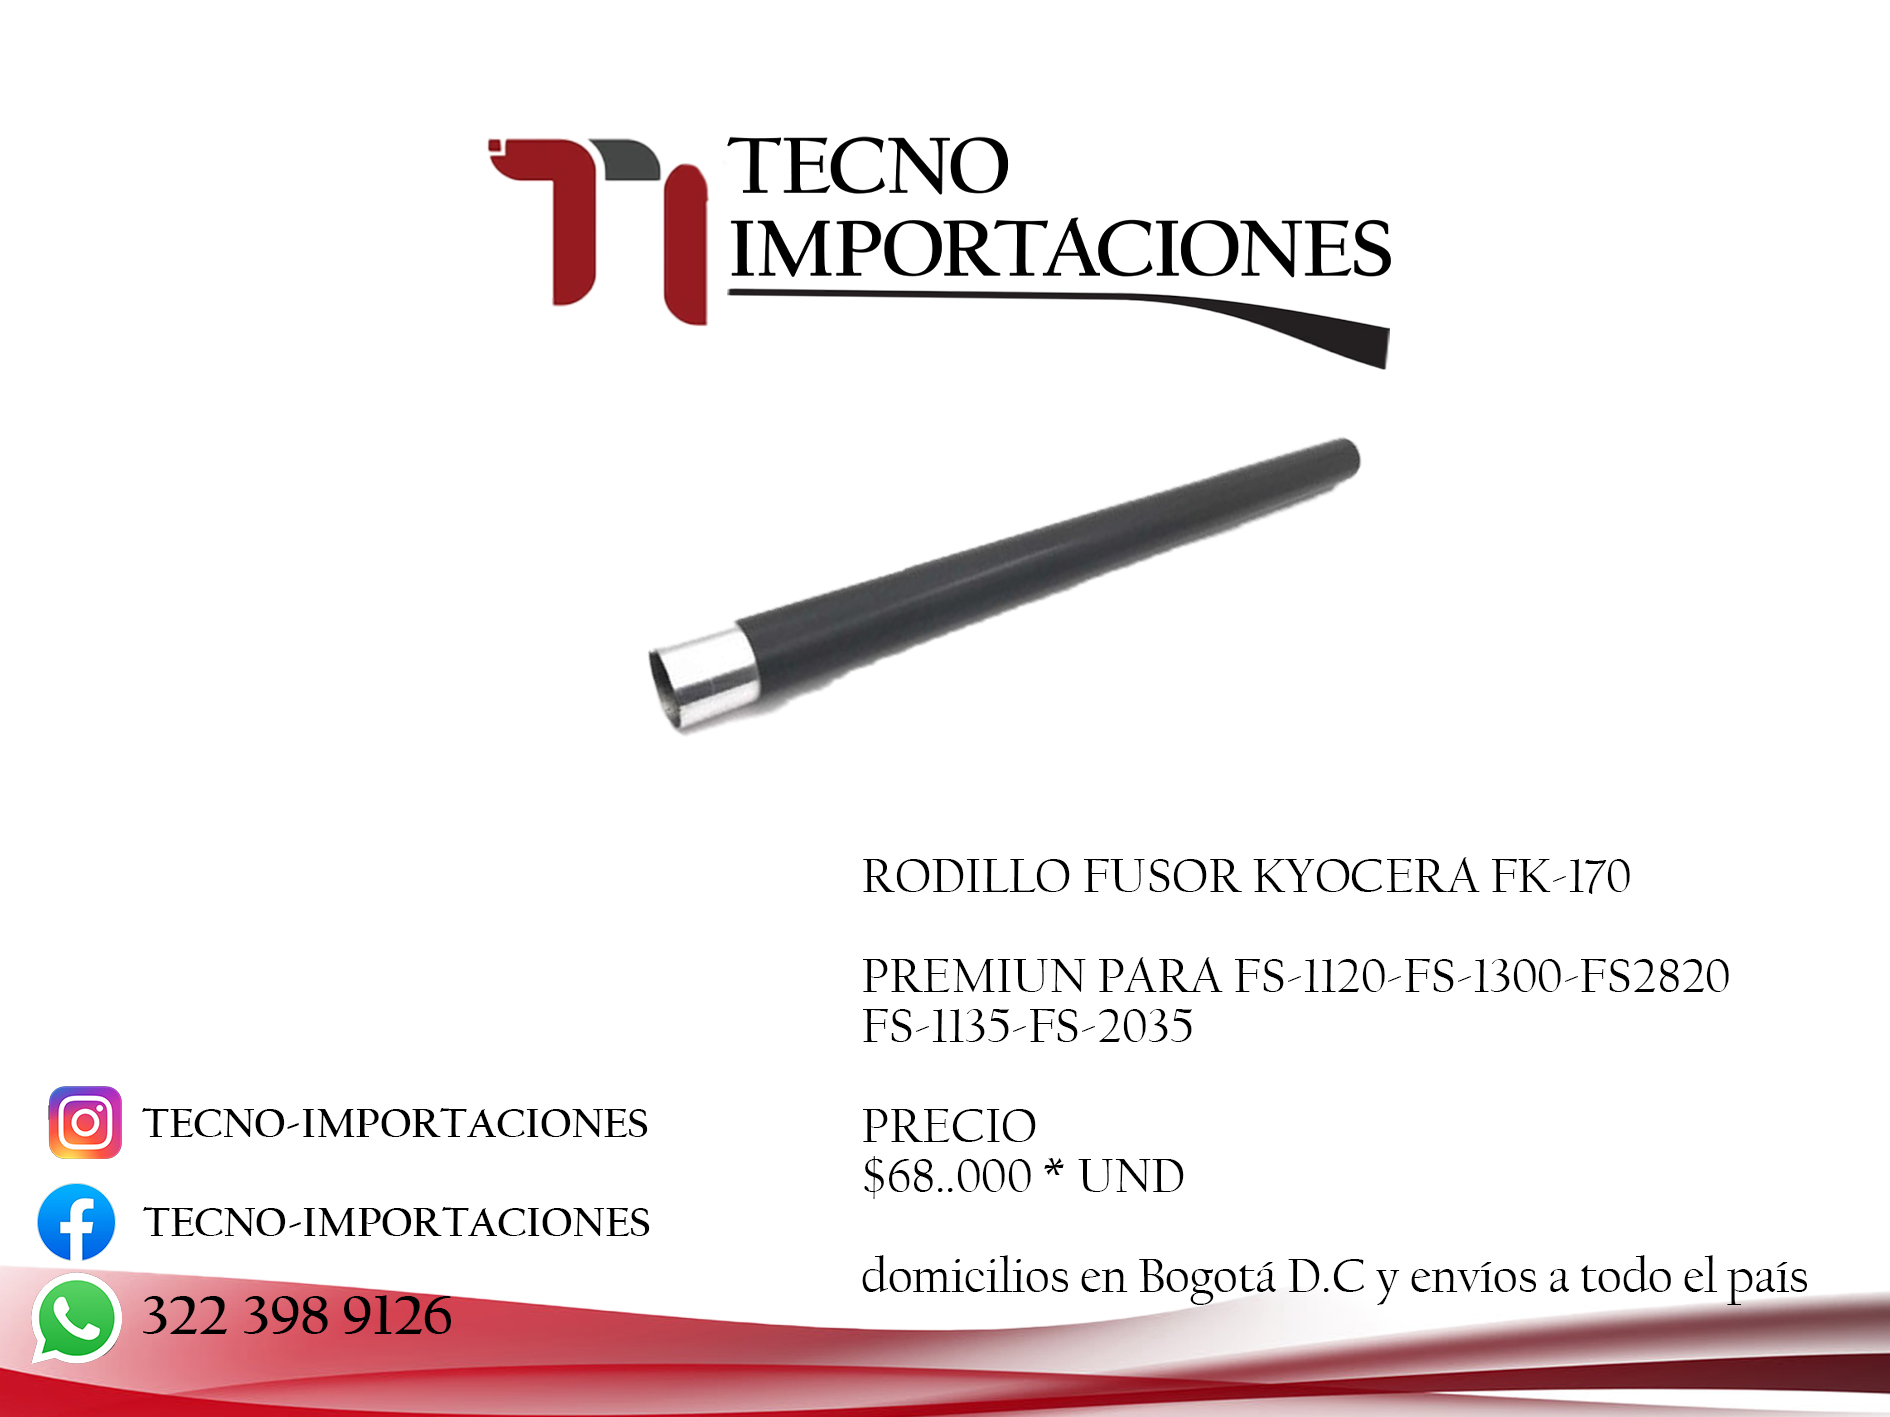 TECNO
IMPORTACIONES
RODILLO FUSOR KYOCERA FK-170
PREMIUN PARA FS-1120-FS-1300-FS2820
FS-1135-FS-2035
PRECIO
$68..000 * UND
domicilios en Bogotá D.C y envíos a todo el país
TECNO-IMPORTACIONES
TECNO-IMPORTACIONES
322 398 9126